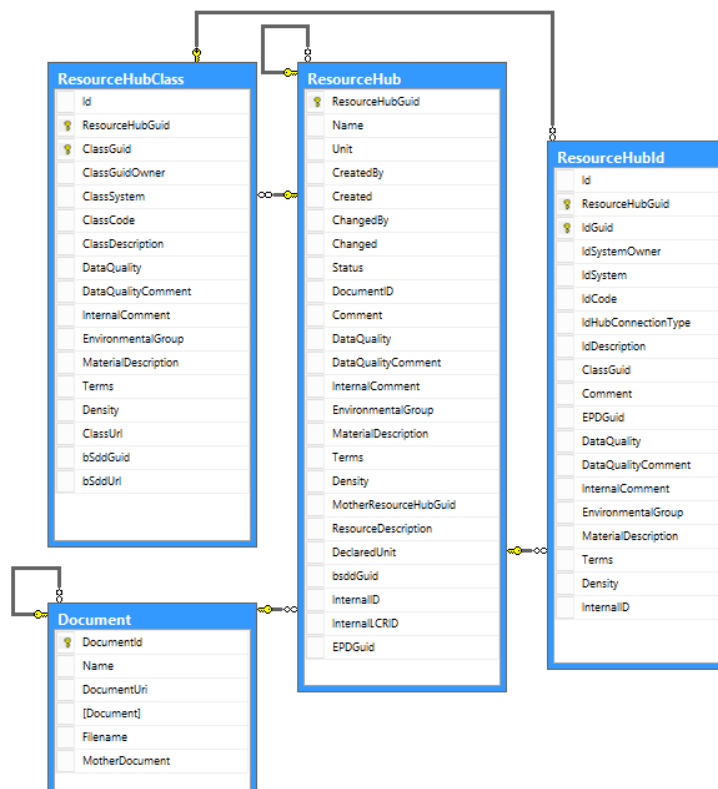 ResourceHubClass
Id
ResourceHubGuid
ClassGuid
ClassGuidOwner
ClassSystem
ClassCode
ClassDescription
DataQuality
DataQualityComment
InternalComment
EnvironmentalGroup
MaterialDescription
Terms
Density
ClassUrl
bSddGuid
bSddUrl
ResourceHub
ResourceHubGuid
Name
Unit
CreatedBy
Created
ChangedBy
Changed
Status
DocumentID
Comment
DataQuality
DataQualityComment
InternalComment
EnvironmentalGroup
MaterialDescription
Terms
Density
MotherResourceHubGuid
ResourceDescription
DeclaredUnit
bsddGuid
InternalID
InternalLCRID
EPDGuid
ResourceHubId
Id
ResourceHubGuid
IdGuid
IdSystemOwner
IdSystem
IdCode
IdHubConnectionType
IdDescription
ClassGuid
Comment
EPDGuid
DataQuality
DataQualityComment
InternalComment
EnvironmentalGroup
MaterialDescription
Terms
Density
InternalID
Document
DocumentId
Name
DocumentUri
[Document]
Filename
MotherDocument